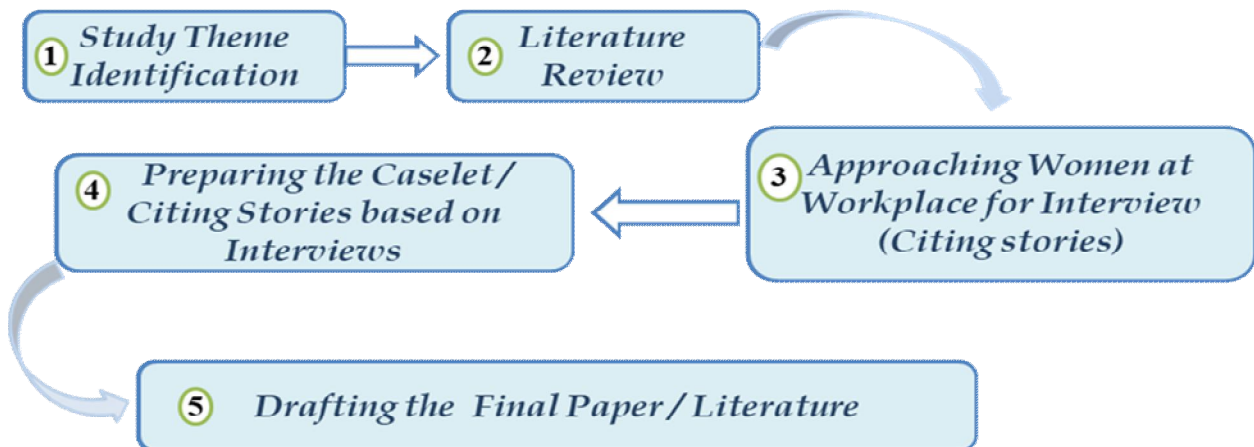 1 Study Theme
Identification
2 Literature
Review
3 Approaching Women at
Workplace for Interview
(Citing stories)
4 Preparing the Caselet /
Citing Stories based on
Interviews
5 Drafting the Final Paper / Literature